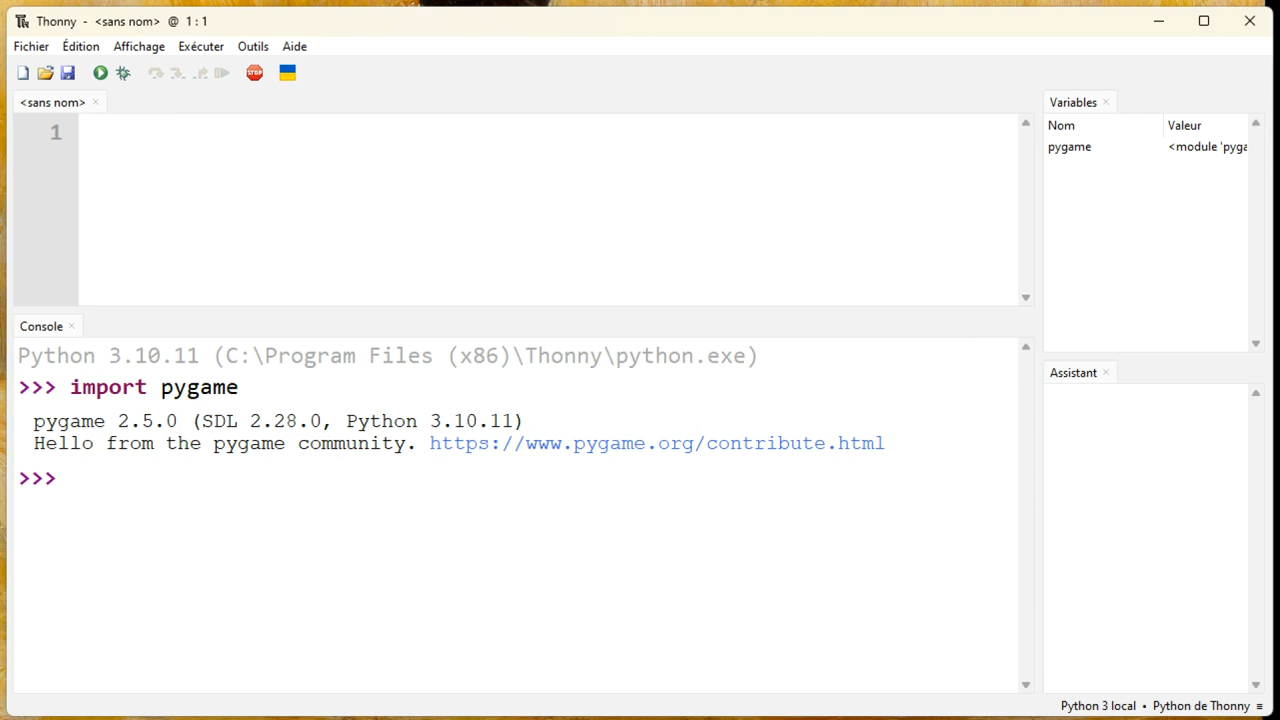 Thonny - <sans nom> @ 1 : 1
Fichier Édition Affichage Exécuter Outils Aide
STOP
<sans nom>
1
Variables
Nom Valeur
pygame <module 'pyga
Console
Python 3.10.11 (C:\Program Files (x86)\Thonny\python.exe)
>>> import pygame
pygame 2.5.0 (SDL 2.28.0, Python 3.10.11)
Hello from the pygame community. https://www.pygame.org/contribute.html
>>>
Assistant
Python 3 local • Python de Thonny ≡